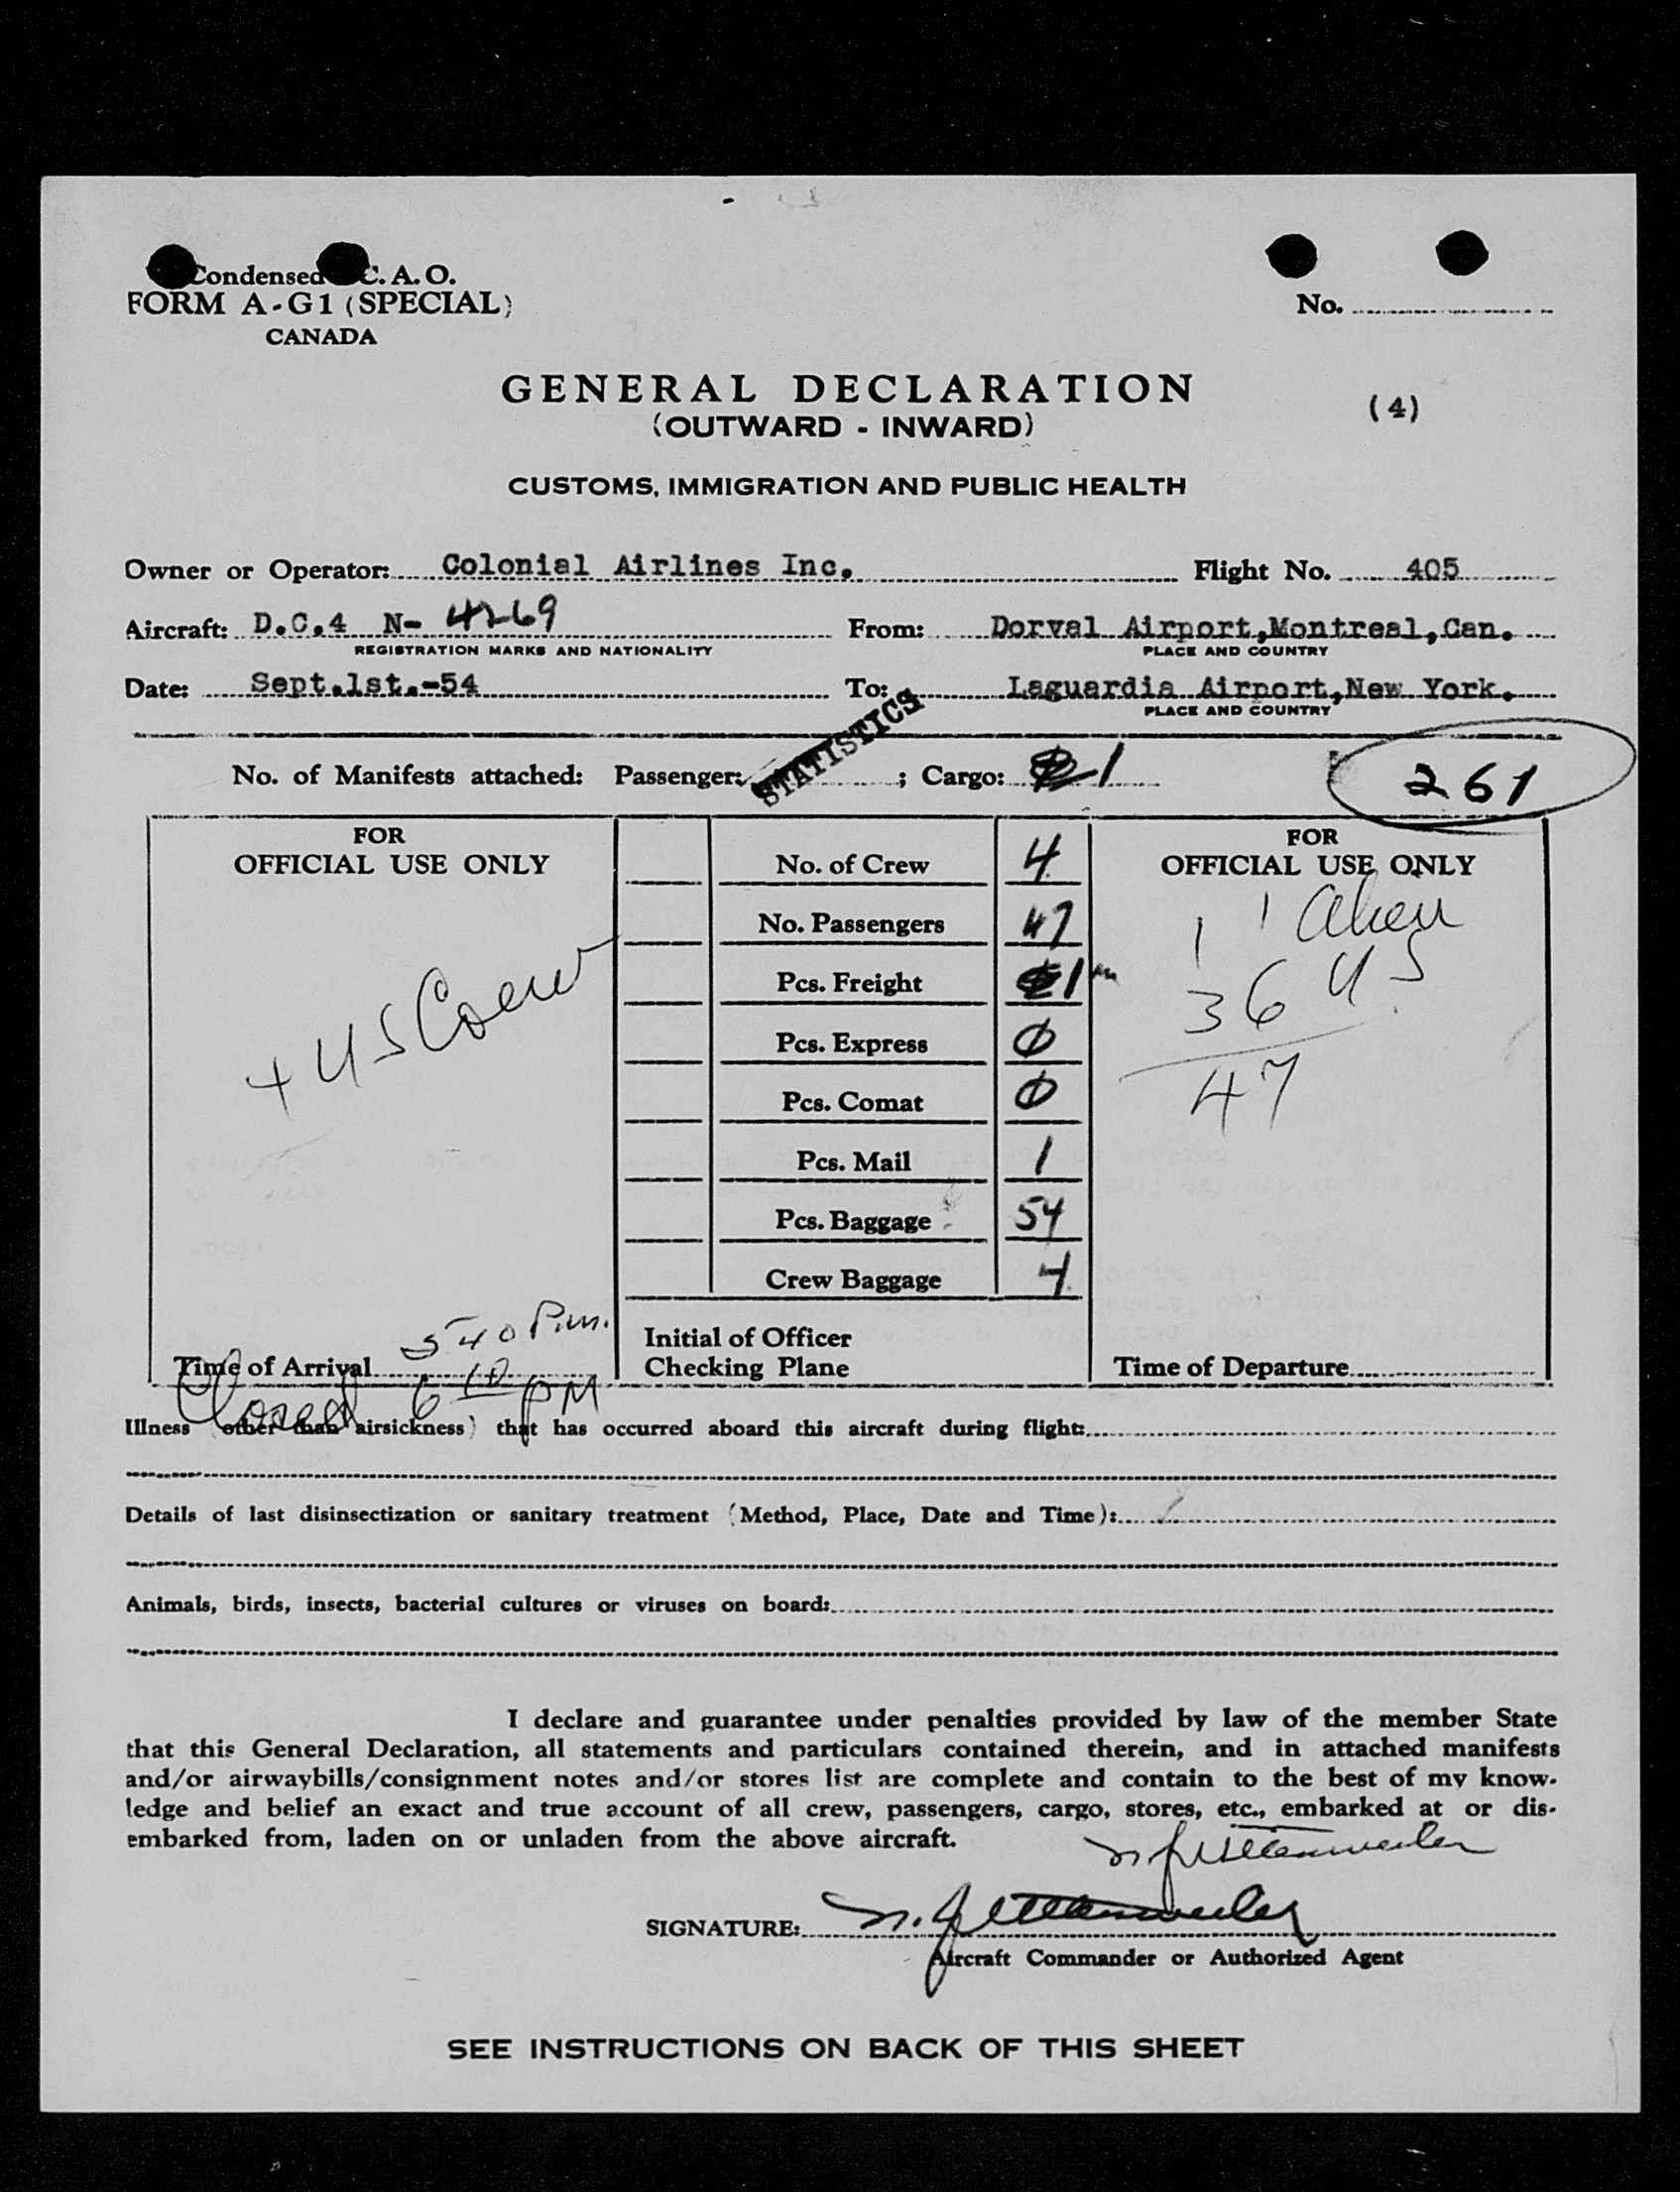 Condensed C. A. O.
FORM A-G1 (SPECIAL)
CANADA
No.
GENERAL DECLARATION
(OUTWARD - INWARD)
(4)
CUSTOMS, IMMIGRATION AND PUBLIC HEALTH
Owner or Operator: Colonial Airlines Inc. Flight No. 405
Aircraft: D.C.4 N- 4269 From: Dorval Airport,Montreal,Can.
REGISTRATION MARKS AND NATIONALITY PLACE AND COUNTRY
Date: Sept.1st.-54 To: Laguardia Airport,New York.
PLACE AND COUNTRY
STATISTICS
No. of Manifests attached: Passenger: ; Cargo: 1
261
FOR
OFFICIAL USE ONLY
4 US Crew
No. of Crew 4
No. Passengers 47
Pcs. Freight 1
Pcs. Express 0
Pcs. Comat 0
Pcs. Mail 1
Pcs. Baggage 54
Crew Baggage 4
FOR
OFFICIAL USE ONLY
11 Alien
36 US
47
Time of Arrival 540 P.m.
Closed 6 10 PM
Initial of Officer
Checking Plane
Time of Departure
Illness (other than airsickness) that has occurred aboard this aircraft during flight:
Details of last disinsectization or sanitary treatment (Method, Place, Date and Time):
Animals, birds, insects, bacterial cultures or viruses on board:
I declare and guarantee under penalties provided by law of the member State
that this General Declaration, all statements and particulars contained therein, and in attached manifests
and/or airwaybills/consignment notes and/or stores list are complete and contain to the best of my know-
ledge and belief an exact and true account of all crew, passengers, cargo, stores, etc., embarked at or dis-
embarked from, laden on or unladen from the above aircraft.
SIGNATURE:
Aircraft Commander or Authorized Agent
SEE INSTRUCTIONS ON BACK OF THIS SHEET